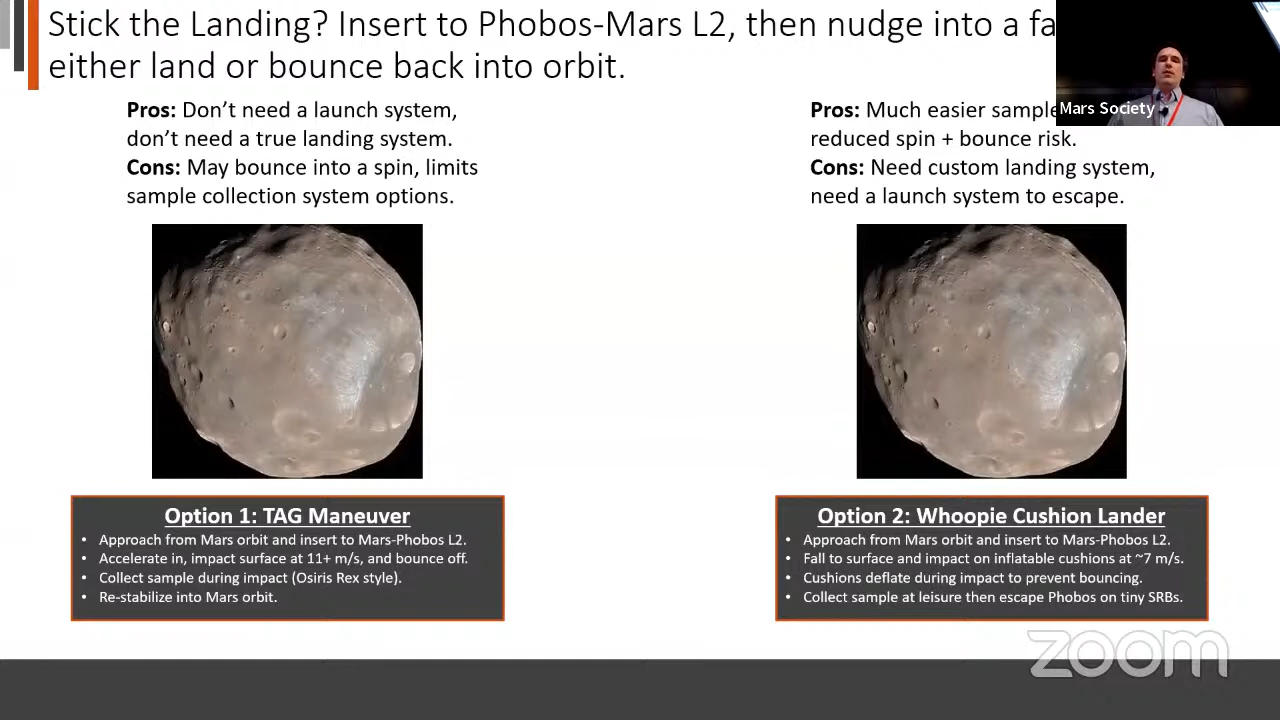 Stick the Landing? Insert to Phobos-Mars L2, then nudge into a
either land or bounce back into orbit.
Pros: Don’t need a launch system,
don’t need a true landing system.
Cons: May bounce into a spin, limits
sample collection system options.
Pros: Much easier sample
reduced spin + bounce risk.
Cons: Need custom landing system,
need a launch system to escape.
Mars Society
Option 1: TAG Maneuver
• Approach from Mars orbit and insert to Mars-Phobos L2.
• Accelerate in, impact surface at 11+ m/s, and bounce off.
• Collect sample during impact (Osiris Rex style).
• Re-stabilize into Mars orbit.
Option 2: Whoopie Cushion Lander
• Approach from Mars orbit and insert to Mars-Phobos L2.
• Fall to surface and impact on inflatable cushions at ~7 m/s.
• Cushions deflate during impact to prevent bouncing.
• Collect sample at leisure then escape Phobos on tiny SRBs.
zoom